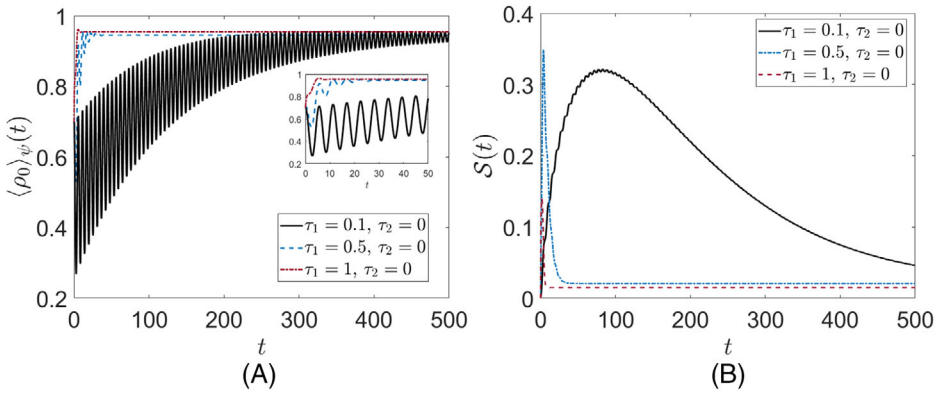 1
0.8
0.6
0.4
0.2
⟨ρ₀⟩ψ(t)
0 100 200 300 400 500
t
1
0.8
0.6
0.4
0.2
0 10 20 30 40 50
t
τ₁ = 0.1, τ₂ = 0
τ₁ = 0.5, τ₂ = 0
τ₁ = 1, τ₂ = 0
(A)
0.4
0.3
0.2
0.1
0
S(t)
0 100 200 300 400 500
t
τ₁ = 0.1, τ₂ = 0
τ₁ = 0.5, τ₂ = 0
τ₁ = 1, τ₂ = 0
(B)